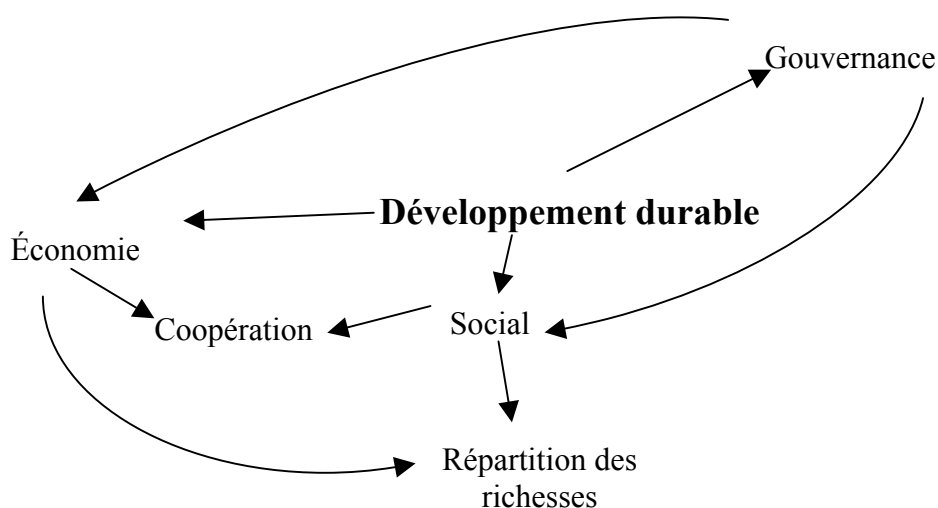 Gouvernance
Développement durable
Économie
Coopération
Social
Répartition des
richesses